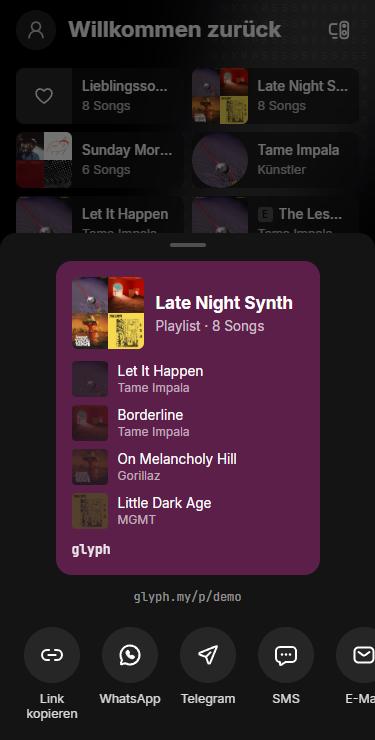 Willkommen zurück
Lieblingsso...
8 Songs
Late Night S...
8 Songs
Sunday Mor...
6 Songs
Tame Impala
Künstler
Let It Happen
Tame Impala
E The Les...
Tame Impala
Late Night Synth
Playlist · 8 Songs
Let It Happen
Tame Impala
Borderline
Tame Impala
On Melancholy Hill
Gorillaz
Little Dark Age
MGMT
glyph
glyph.my/p/demo
Link
kopieren
WhatsApp
Telegram
SMS
E-Ma